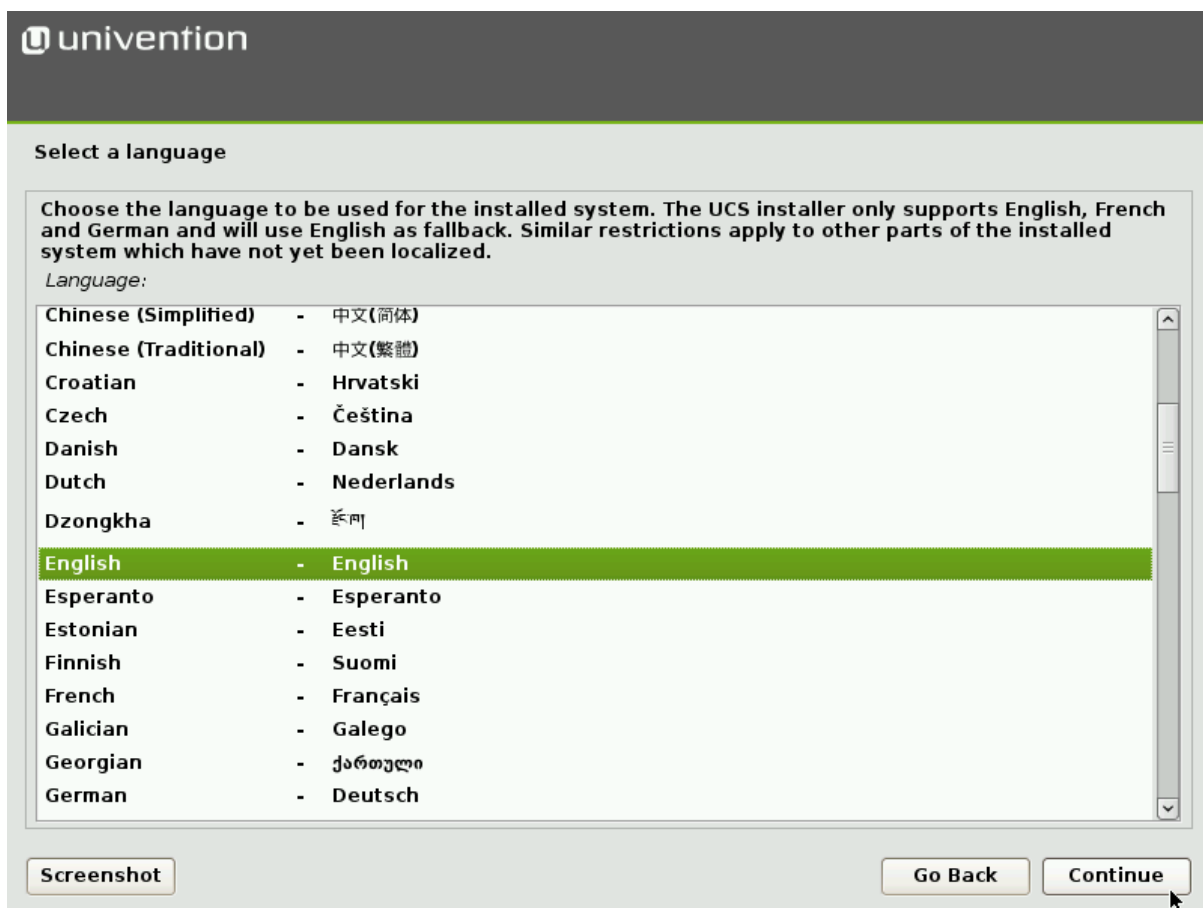 univention
Select a language
Choose the language to be used for the installed system. The UCS installer only supports English, French
and German and will use English as fallback. Similar restrictions apply to other parts of the installed
system which have not yet been localized.
Language:
Chinese (Simplified) - 中文(简体)
Chinese (Traditional) - 中文(繁體)
Croatian - Hrvatski
Czech - Čeština
Danish - Dansk
Dutch - Nederlands
Dzongkha - རྫོང་ཁ།
English - English
Esperanto - Esperanto
Estonian - Eesti
Finnish - Suomi
French - Français
Galician - Galego
Georgian - ქართული
German - Deutsch
Screenshot Go Back Continue